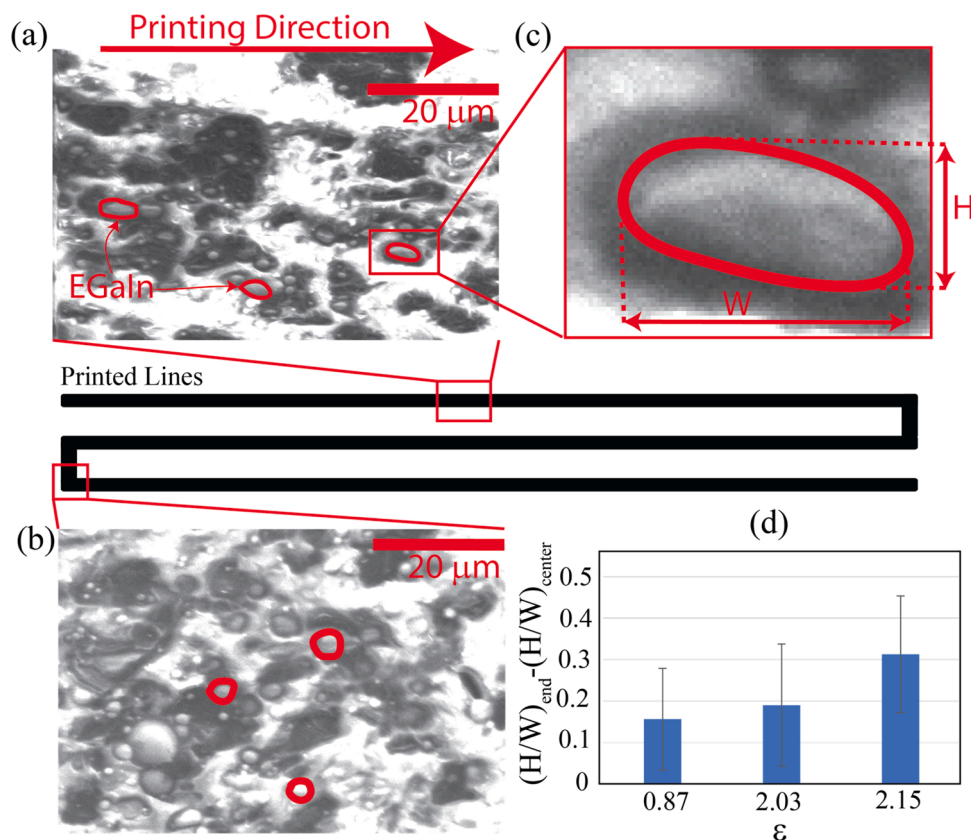 (a)
Printing Direction
20 μm
EGaIn
(c)
H
W
Printed Lines
(b)
20 μm
(d)
(H/W)end-(H/W)center
0.5
0.4
0.3
0.2
0.1
0
0.87 2.03 2.15
ε